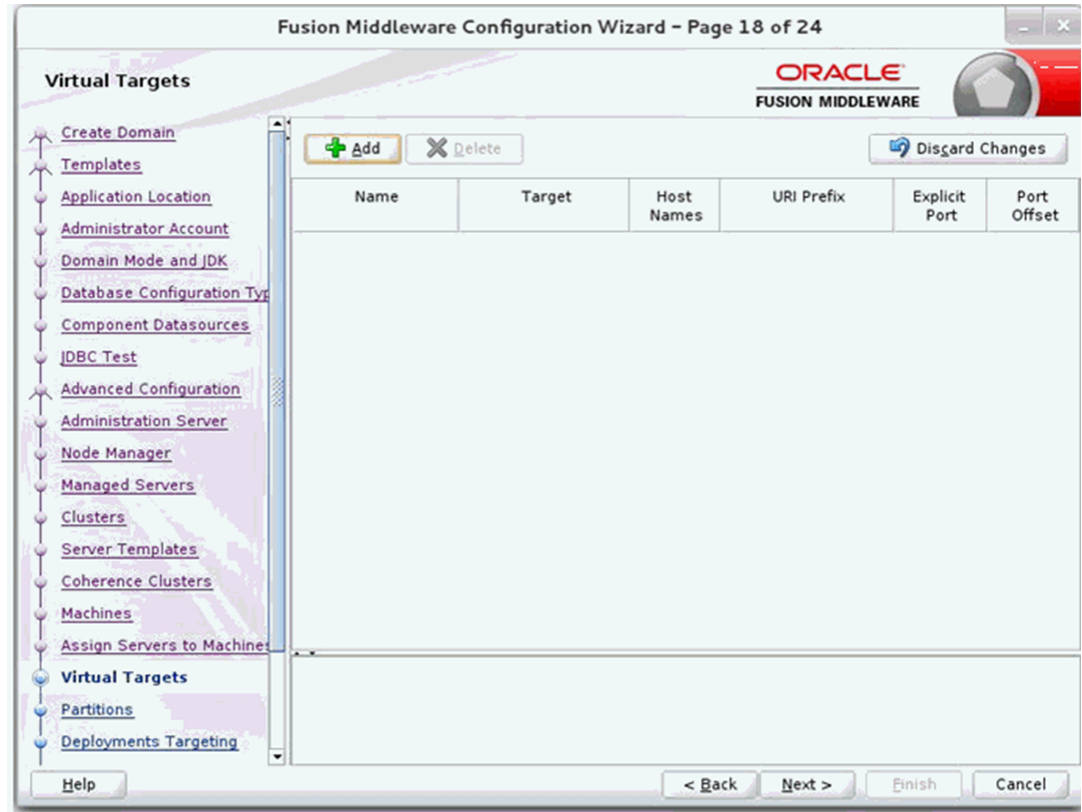 Fusion Middleware Configuration Wizard – Page 18 of 24
Virtual Targets
ORACLE
FUSION MIDDLEWARE
Create Domain
Templates
Application Location
Administrator Account
Domain Mode and JDK
Database Configuration Typ
Component Datasources
JDBC Test
Advanced Configuration
Administration Server
Node Manager
Managed Servers
Clusters
Server Templates
Coherence Clusters
Machines
Assign Servers to Machines
Virtual Targets
Partitions
Deployments Targeting
Add
Delete
Discard Changes
Name
Target
Host
Names
URI Prefix
Explicit
Port
Port
Offset
Help
< Back
Next >
Finish
Cancel